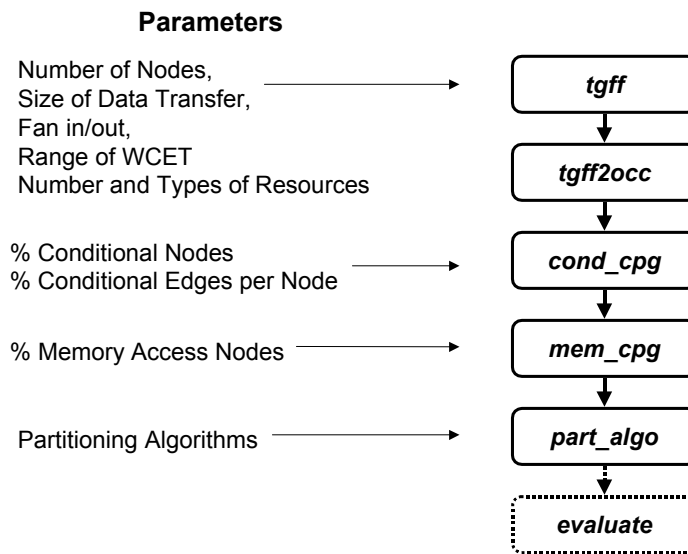 Parameters
Number of Nodes,
Size of Data Transfer,
Fan in/out,
Range of WCET
Number and Types of Resources
tgff
tgff2occ
% Conditional Nodes
% Conditional Edges per Node
cond_cpg
% Memory Access Nodes
mem_cpg
Partitioning Algorithms
part_algo
evaluate